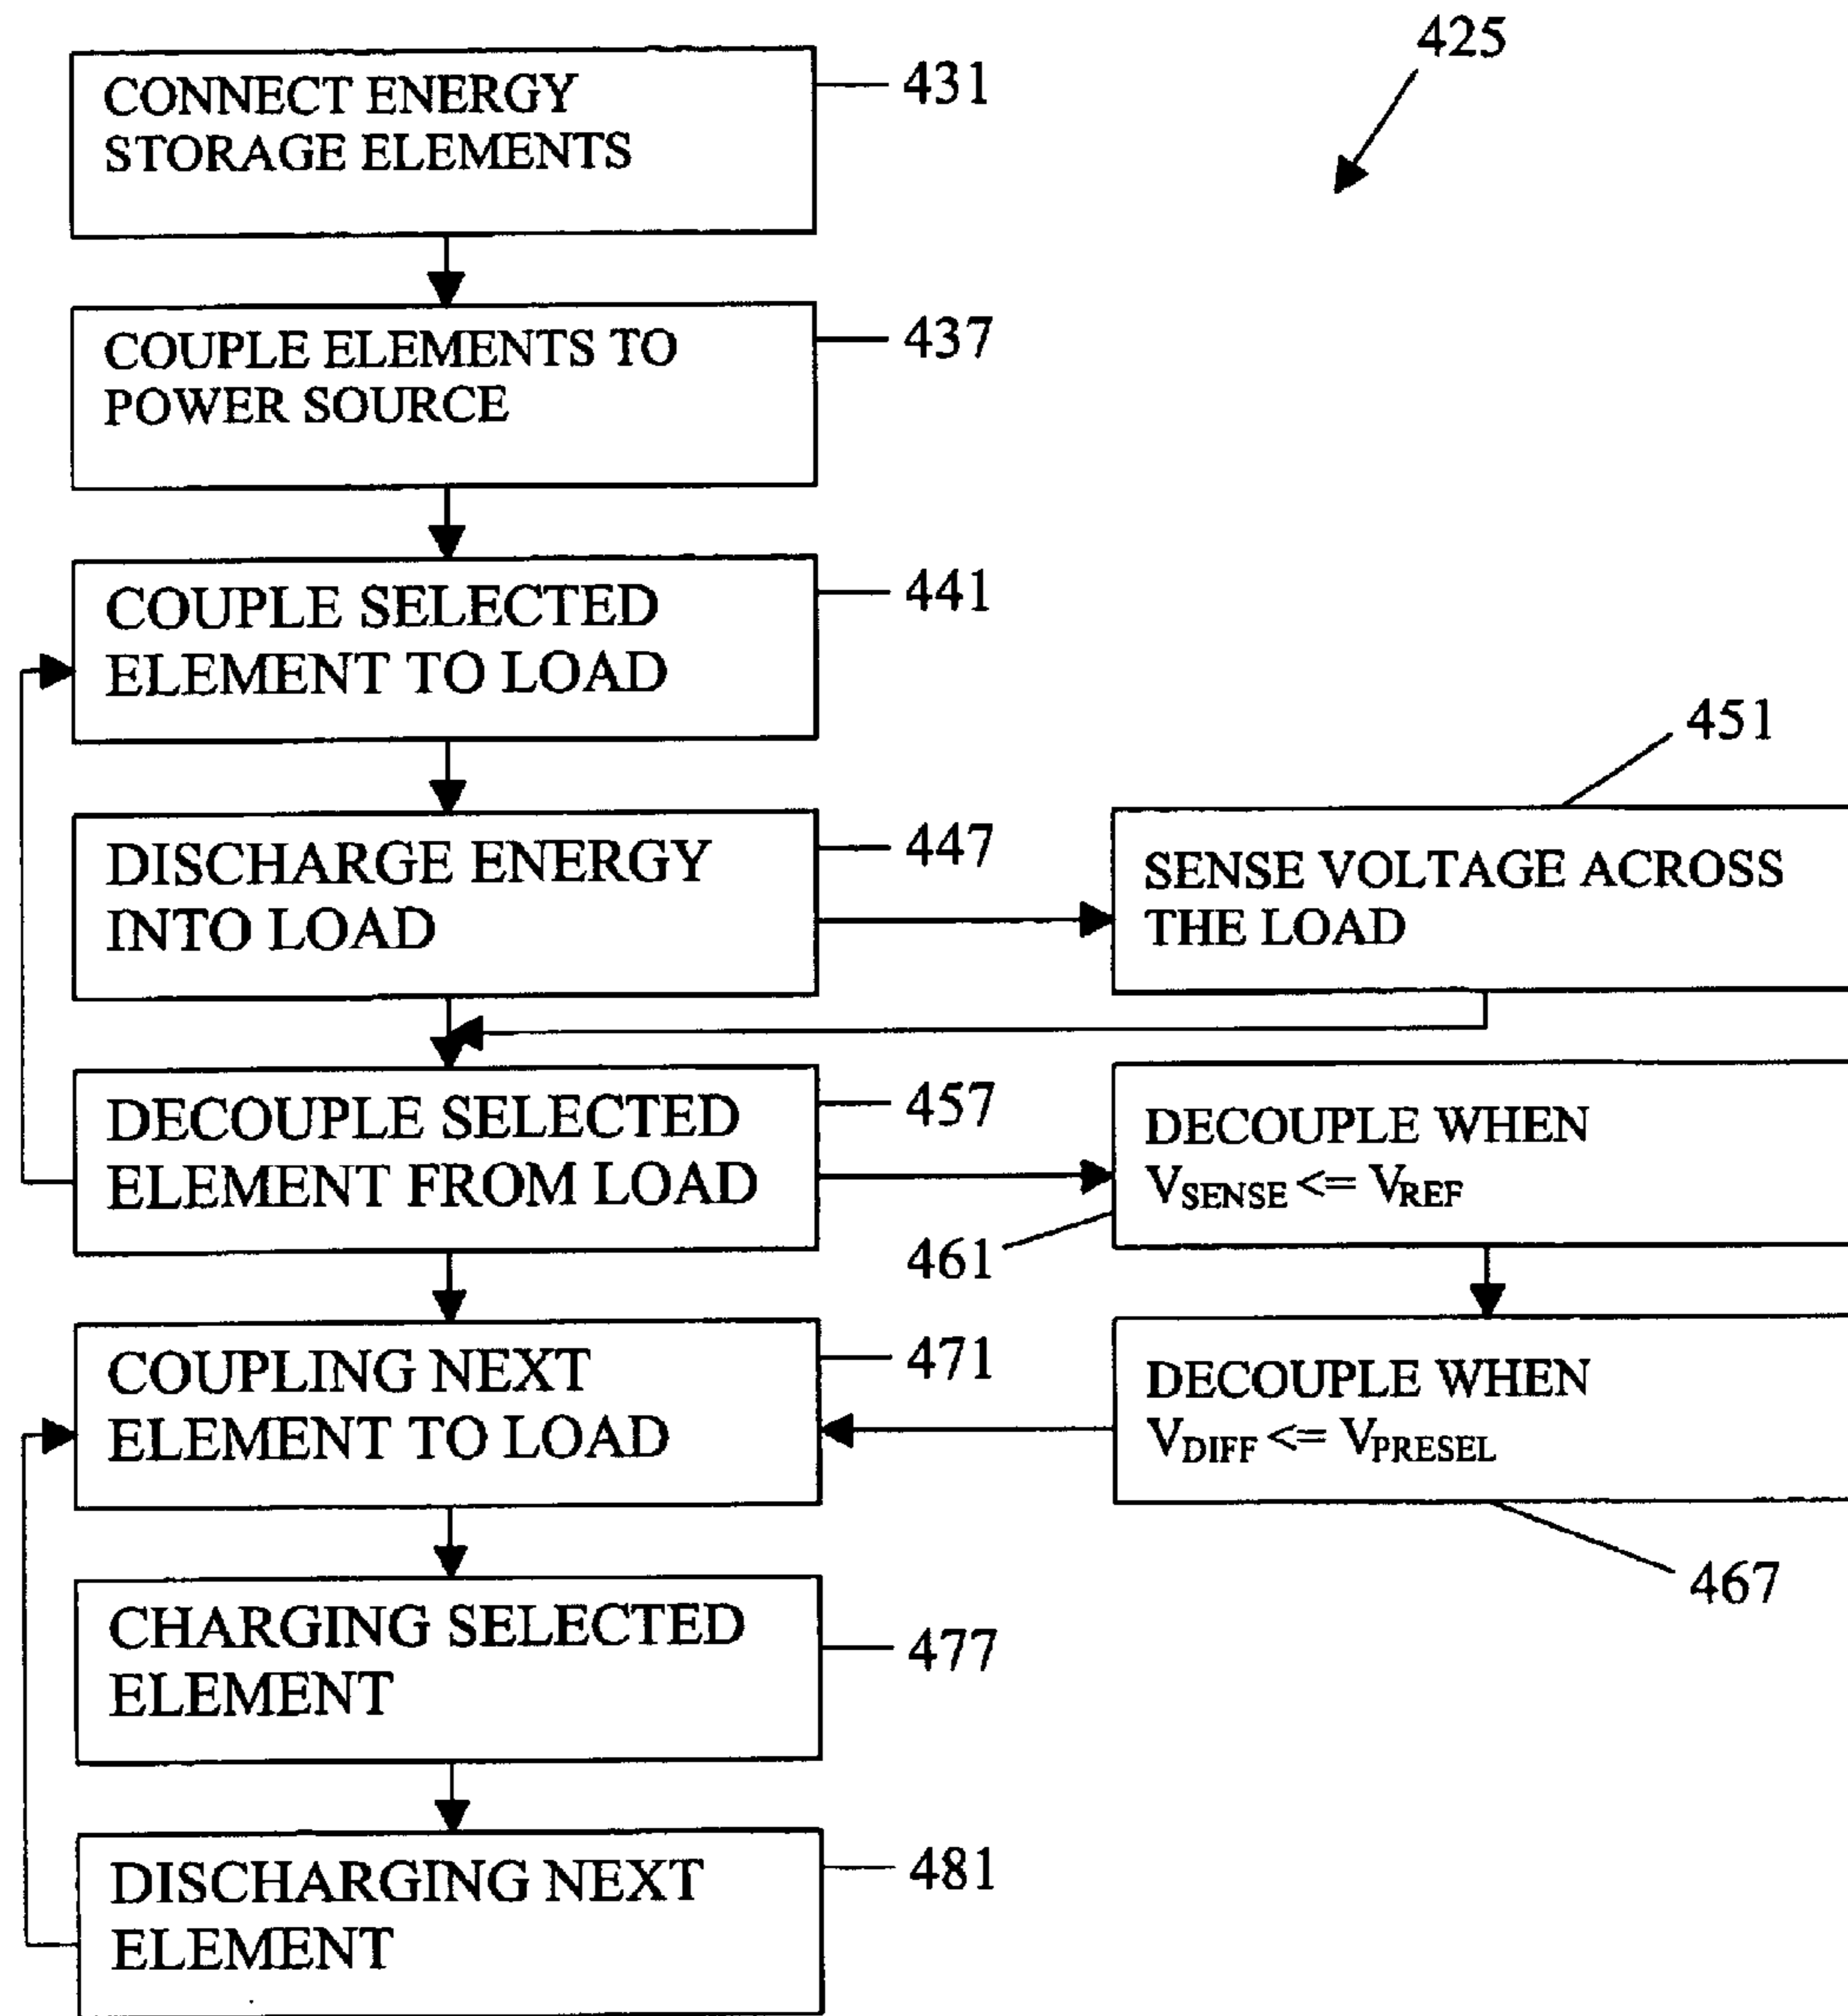 425
CONNECT ENERGY
STORAGE ELEMENTS
431
COUPLE ELEMENTS TO
POWER SOURCE
437
COUPLE SELECTED
ELEMENT TO LOAD
441
DISCHARGE ENERGY
INTO LOAD
447
451
SENSE VOLTAGE ACROSS
THE LOAD
DECOUPLE SELECTED
ELEMENT FROM LOAD
457
461
DECOUPLE WHEN
VSENSE <= VREF
COUPLING NEXT
ELEMENT TO LOAD
471
DECOUPLE WHEN
VDIFF <= VPRESEL
467
CHARGING SELECTED
ELEMENT
477
DISCHARGING NEXT
ELEMENT
481